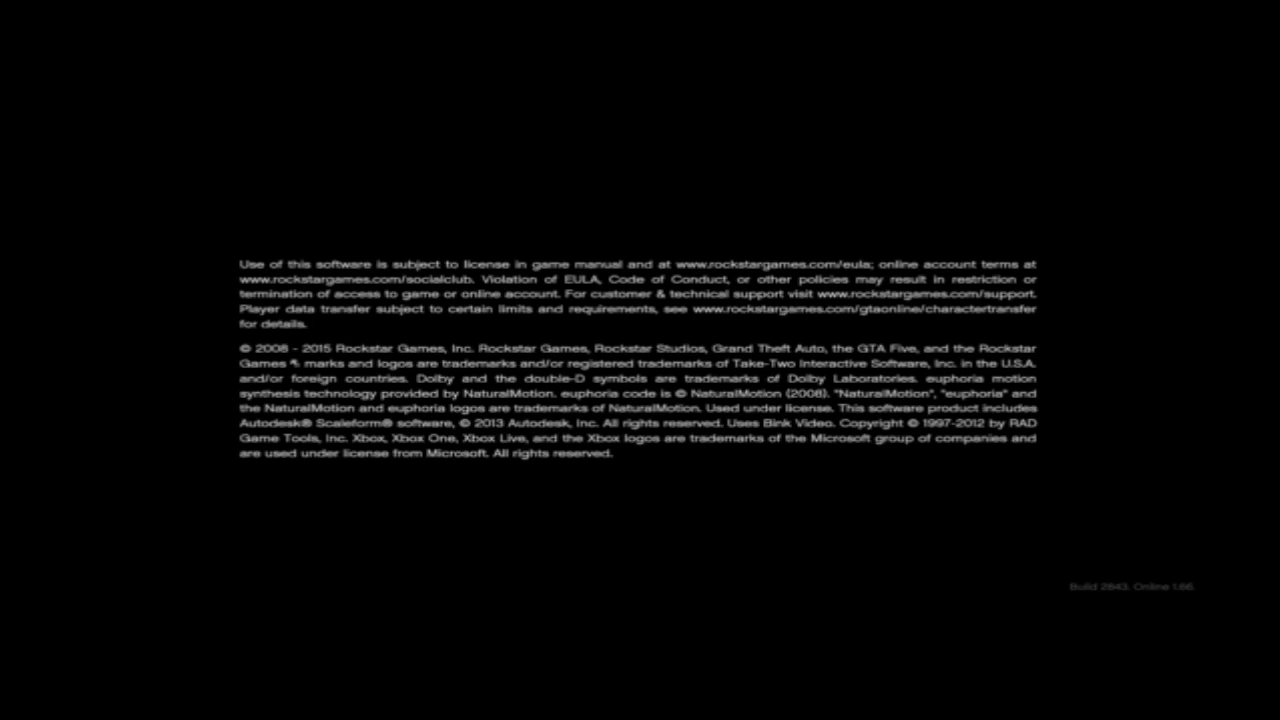 Use of this software is subject to license in game manual and at www.rockstargames.com/eula; online account terms at
www.rockstargames.com/socialclub. Violation of EULA, Code of Conduct, or other policies may result in restriction or
termination of access to game or online account. For customer & technical support visit www.rockstargames.com/support.
Player data transfer subject to certain limits and requirements, see www.rockstargames.com/gtaonline/charactertransfer
for details.
© 2008 - 2015 Rockstar Games, Inc. Rockstar Games, Rockstar Studios, Grand Theft Auto, the GTA Five, and the Rockstar
Games marks and logos are trademarks and/or registered trademarks of Take-Two Interactive Software, Inc. in the U.S.A.
and/or foreign countries. Dolby and the double-D symbols are trademarks of Dolby Laboratories. euphoria motion
synthesis technology provided by NaturalMotion. euphoria code is © NaturalMotion (2008). "NaturalMotion", "euphoria" and
the NaturalMotion and euphoria logos are trademarks of NaturalMotion. Used under license. This software product includes
Autodesk® Scaleform® software, © 2013 Autodesk, Inc. All rights reserved. Uses Bink Video. Copyright © 1997-2012 by RAD
Game Tools, Inc. Xbox, Xbox One, Xbox Live, and the Xbox logos are trademarks of the Microsoft group of companies and
are used under license from Microsoft. All rights reserved.
Build 2843. Online 1.66.